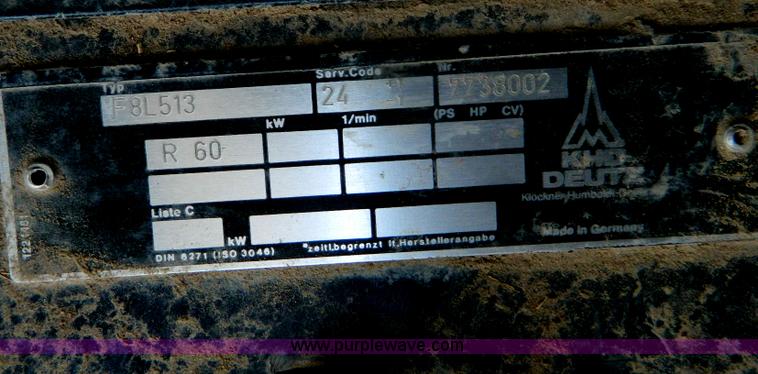 Typ Serv.Code Nr.
F8L513 24 7738002
kW 1/min (PS HP CV)
R 60
KHD
DEUTZ
Klöckner-Humboldt-Deutz
Liste C
kW *zeitl.begrenzt lt.Herstellerangabe
Made in Germany
DIN 6271 (ISO 3046)
www.purplewave.com